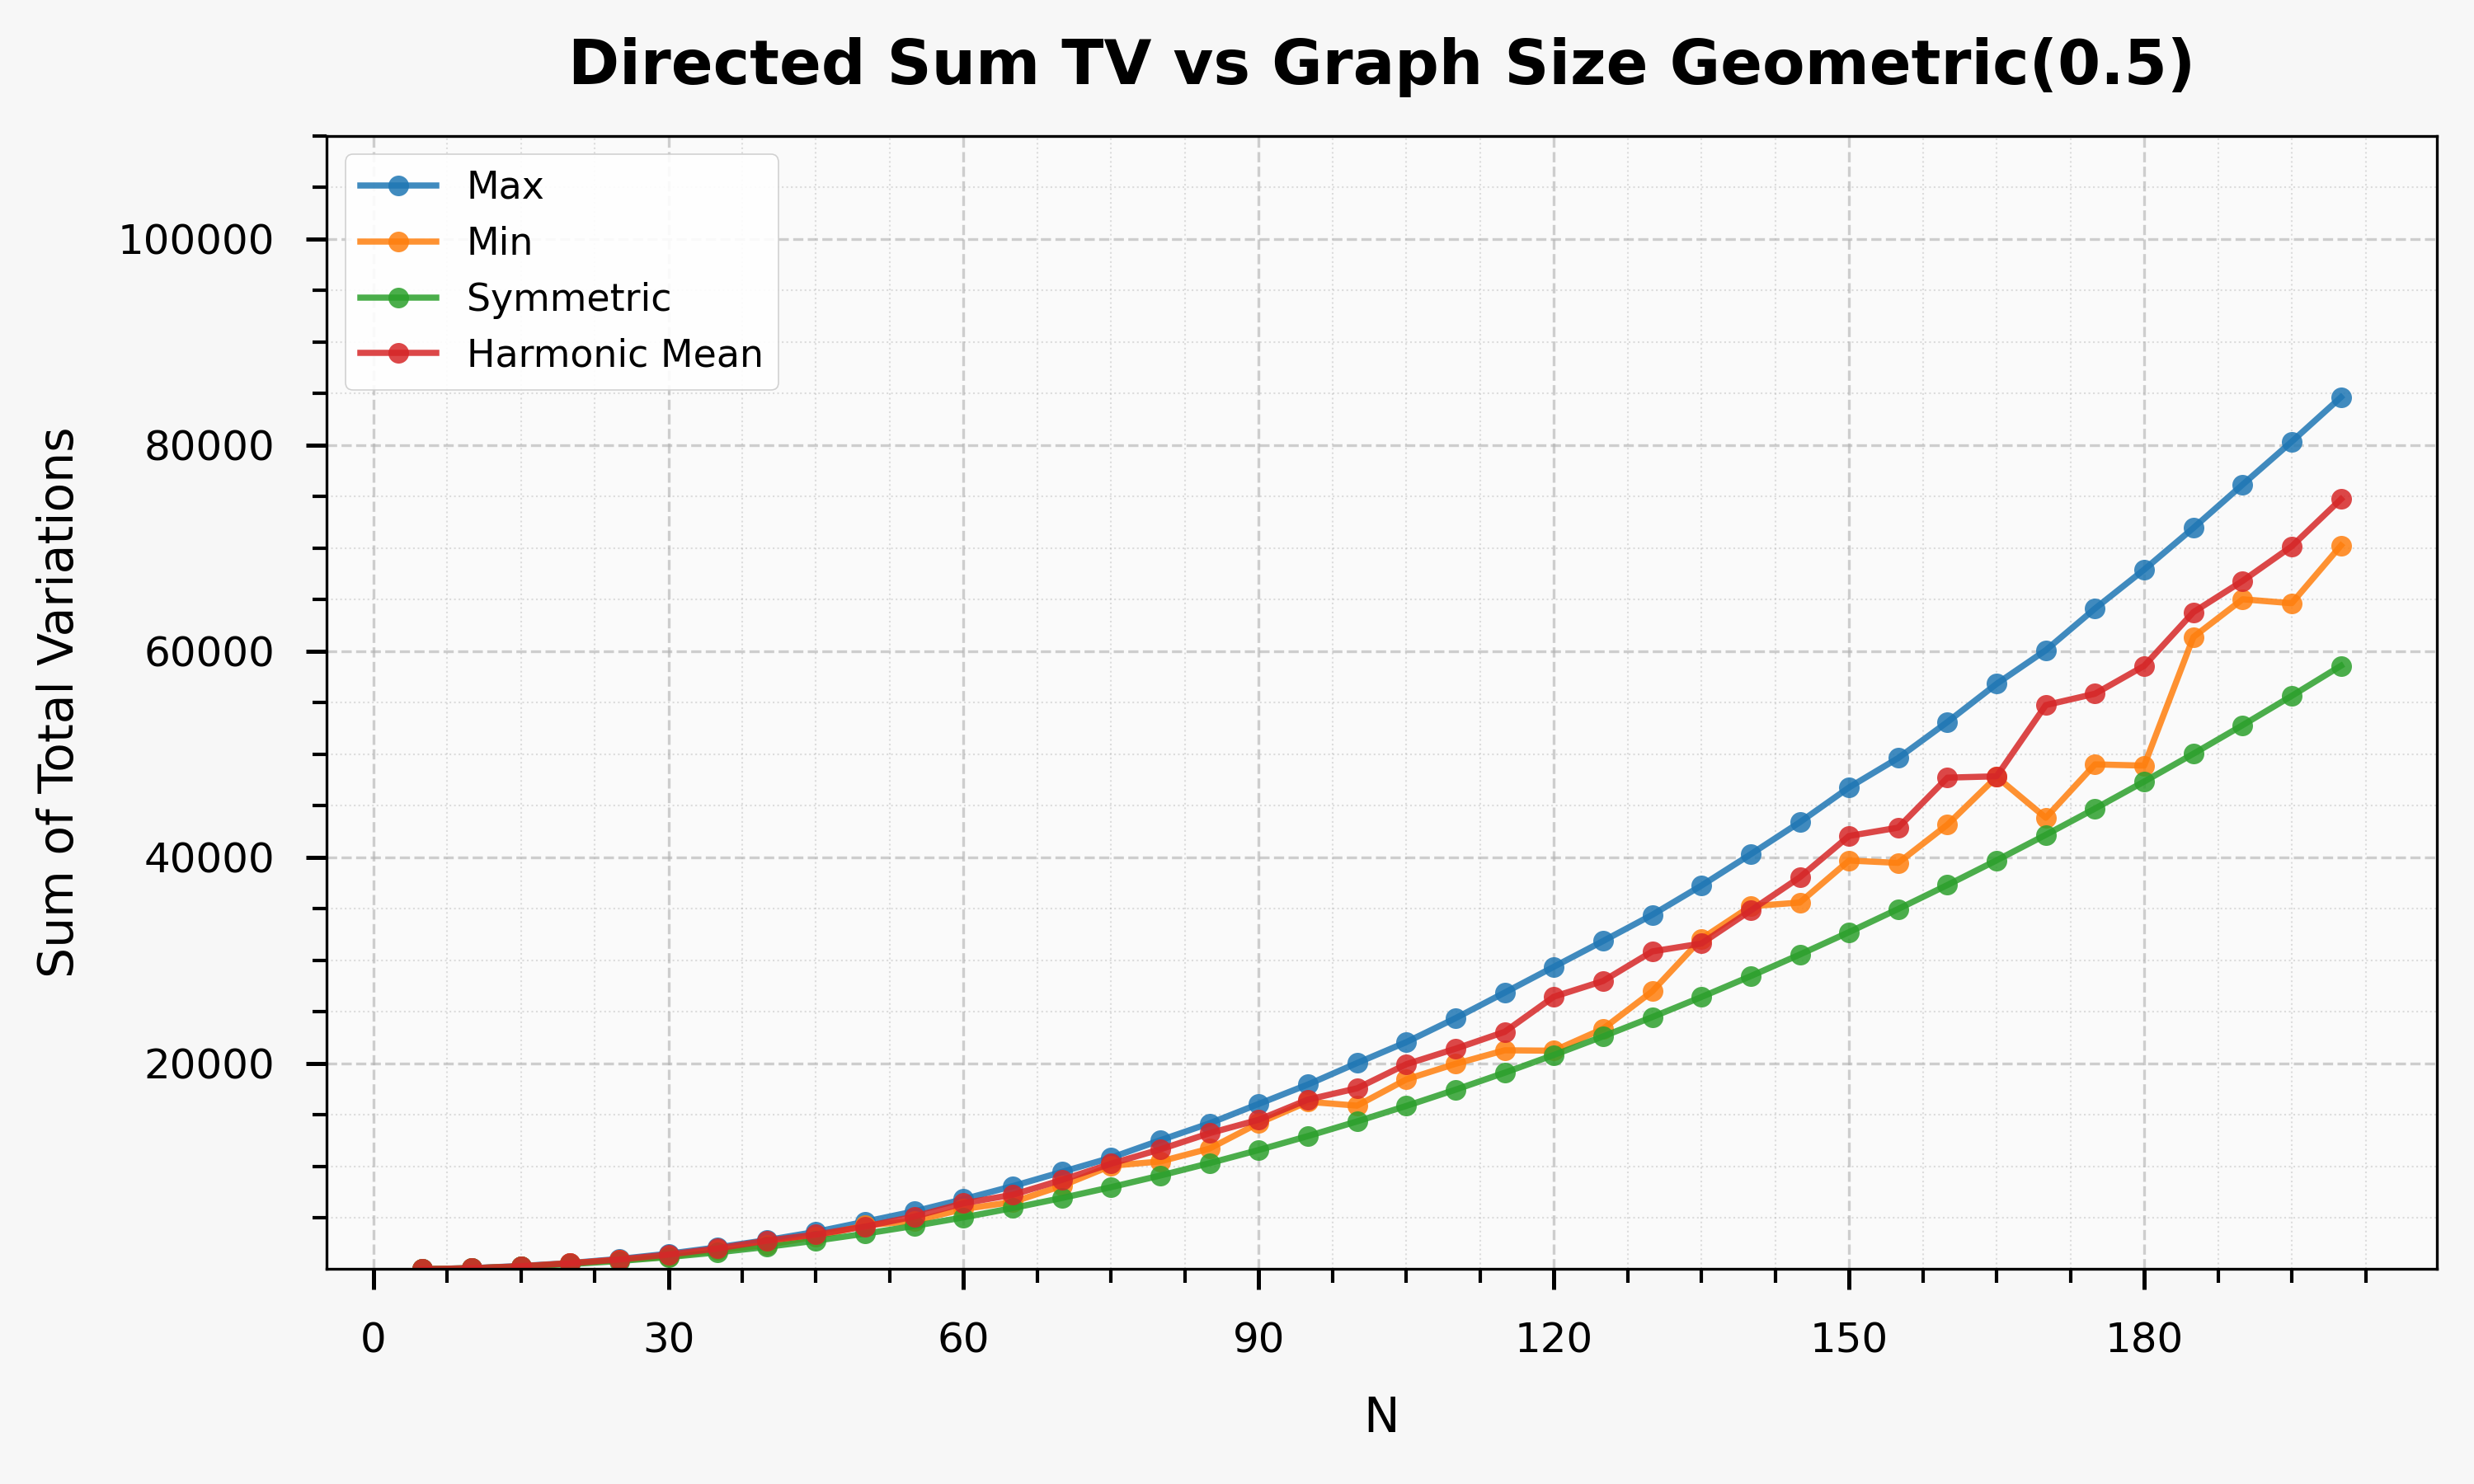 Directed Sum TV vs Graph Size Geometric(0.5)
Max
Min
Symmetric
Harmonic Mean
Sum of Total Variations
100000
80000
60000
40000
20000
0 30 60 90 120 150 180
N